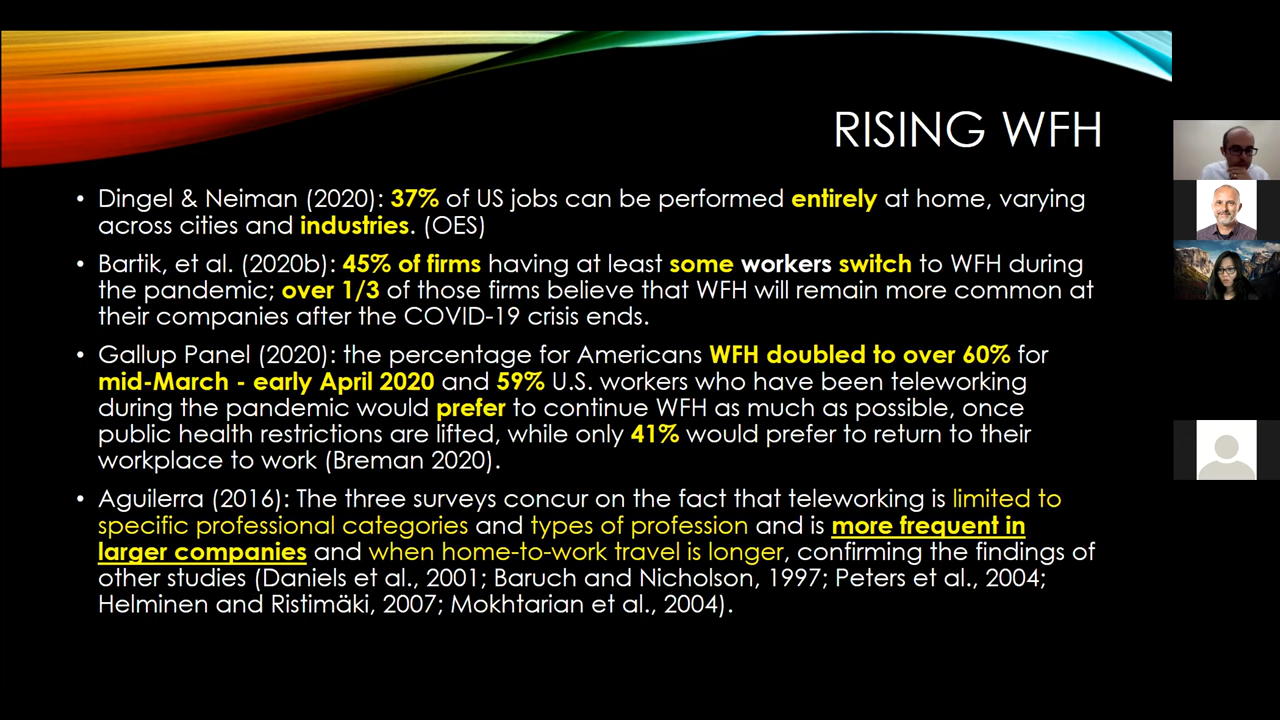 RISING WFH
• Dingel & Neiman (2020): 37% of US jobs can be performed entirely at home, varying
across cities and industries. (OES)
• Bartik, et al. (2020b): 45% of firms having at least some workers switch to WFH during
the pandemic; over 1/3 of those firms believe that WFH will remain more common at
their companies after the COVID-19 crisis ends.
• Gallup Panel (2020): the percentage for Americans WFH doubled to over 60% for
mid-March - early April 2020 and 59% U.S. workers who have been teleworking
during the pandemic would prefer to continue WFH as much as possible, once
public health restrictions are lifted, while only 41% would prefer to return to their
workplace to work (Breman 2020).
• Aguilerra (2016): The three surveys concur on the fact that teleworking is limited to
specific professional categories and types of profession and is more frequent in
larger companies and when home-to-work travel is longer, confirming the findings of
other studies (Daniels et al., 2001; Baruch and Nicholson, 1997; Peters et al., 2004;
Helminen and Ristimäki, 2007; Mokhtarian et al., 2004).